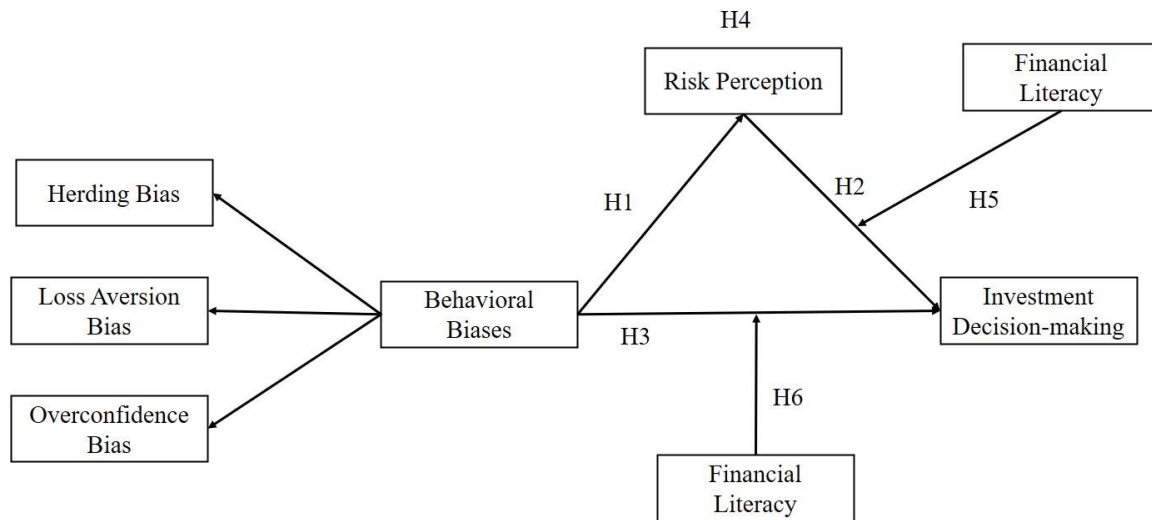 H4
Risk Perception
Financial
Literacy
Herding Bias
H1
H2
H5
Loss Aversion
Bias
Behavioral
Biases
Investment
Decision-making
H3
Overconfidence
Bias
H6
Financial
Literacy